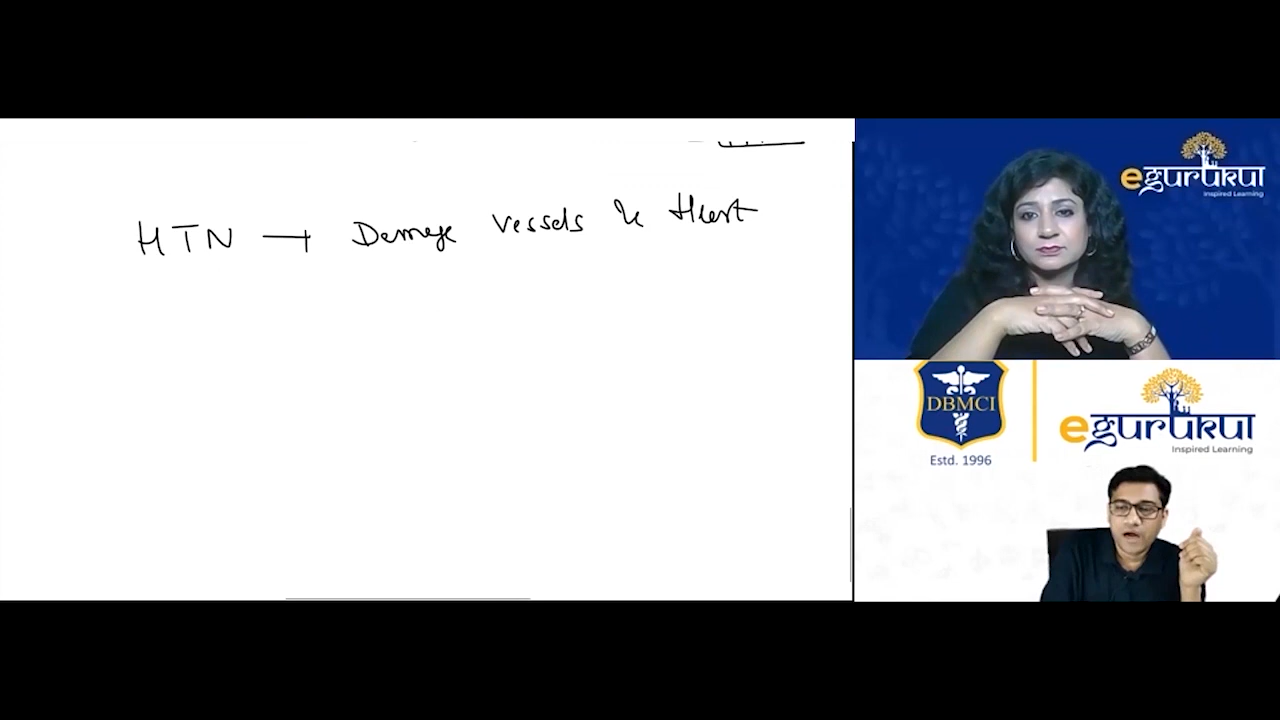 HTN → Damage vessels & Heart
egurukul
Inspired Learning
DBMCI
Estd. 1996
egurukul
Inspired Learning